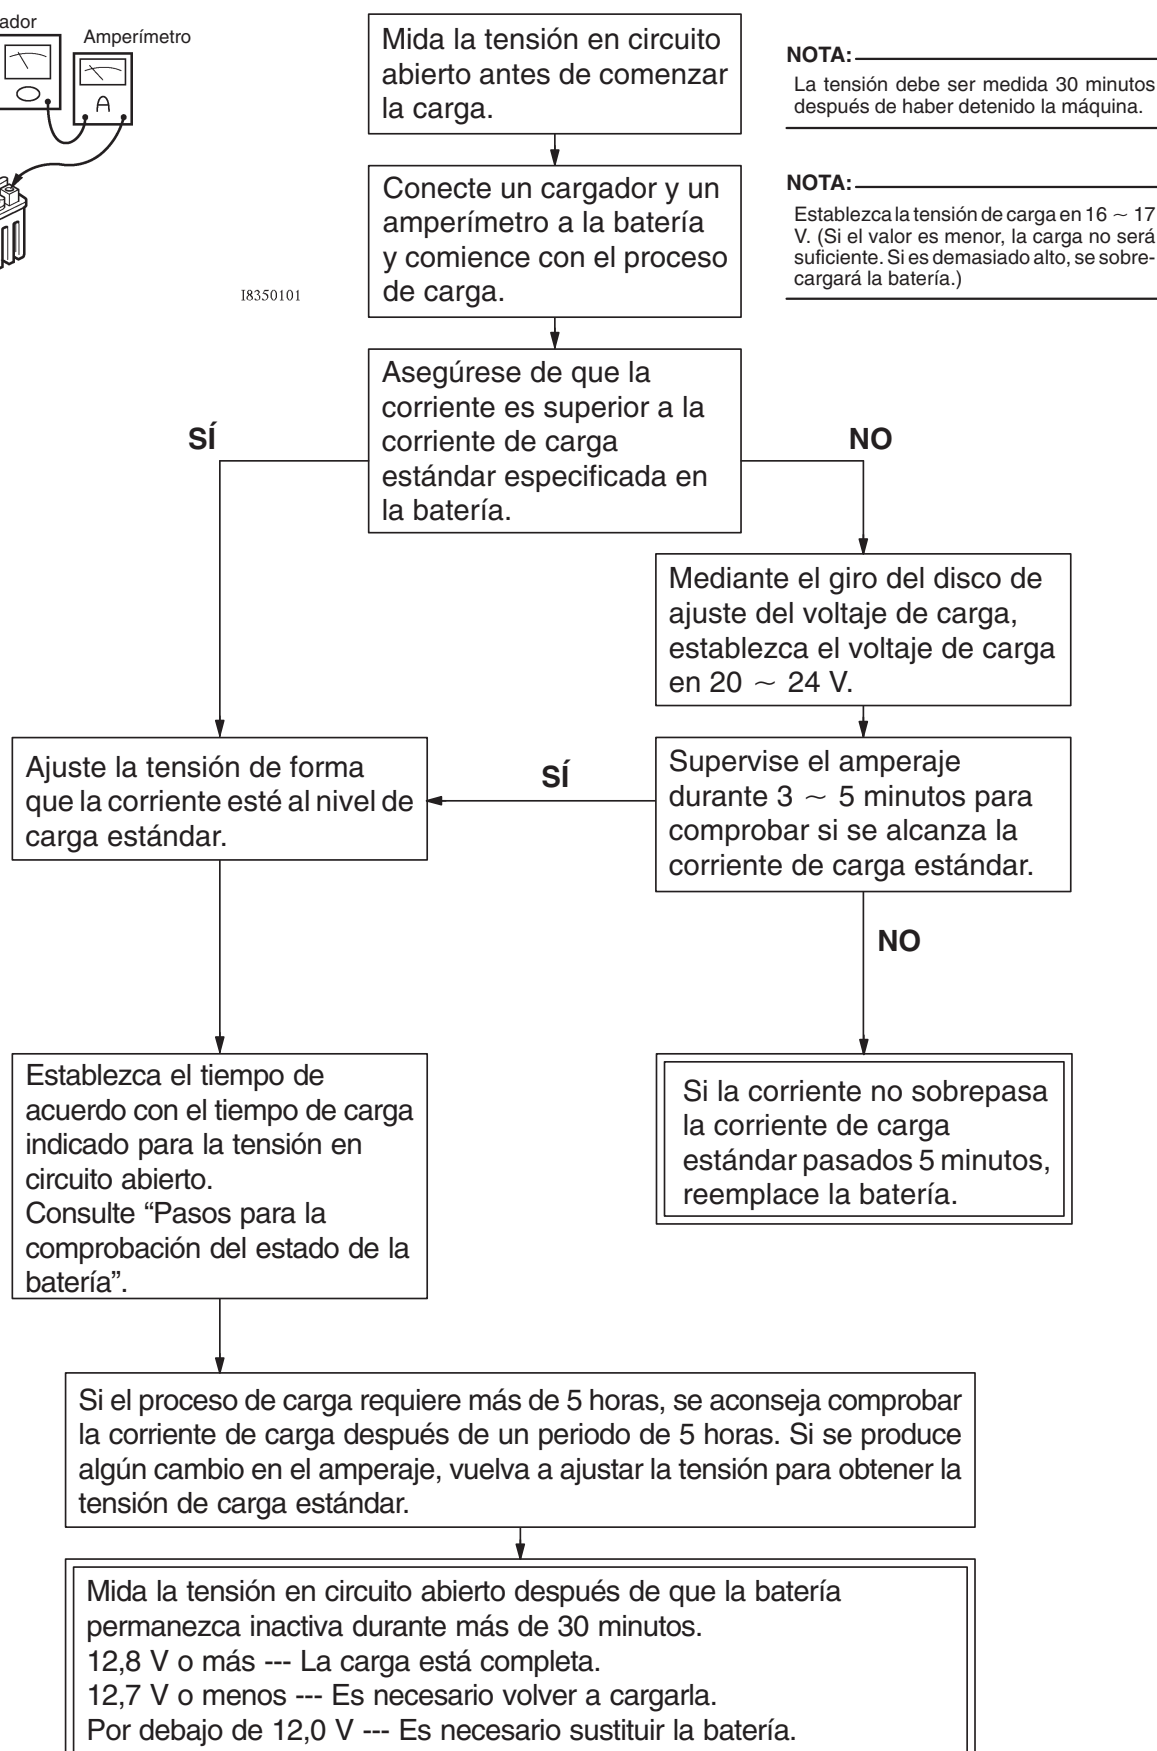 Amperímetro
A
I8350101
Mida la tensión en circuito
abierto antes de comenzar
la carga.
NOTA:
La tensión debe ser medida 30 minutos
después de haber detenido la máquina.
Conecte un cargador y un
amperímetro a la batería
y comience con el proceso
de carga.
NOTA:
Establezca la tensión de carga en 16 ~ 17
V. (Si el valor es menor, la carga no será
suficiente. Si es demasiado alto, se sobre-
cargará la batería.)
Asegúrese de que la
corriente es superior a la
corriente de carga
estándar especificada en
la batería.
SÍ
NO
Mediante el giro del disco de
ajuste del voltaje de carga,
establezca el voltaje de carga
en 20 ~ 24 V.
Ajuste la tensión de forma
que la corriente esté al nivel de
carga estándar.
SÍ
Supervise el amperaje
durante 3 ~ 5 minutos para
comprobar si se alcanza la
corriente de carga estándar.
NO
Establezca el tiempo de
acuerdo con el tiempo de carga
indicado para la tensión en
circuito abierto.
Consulte “Pasos para la
comprobación del estado de la
batería”.
Si la corriente no sobrepasa
la corriente de carga
estándar pasados 5 minutos,
reemplace la batería.
Si el proceso de carga requiere más de 5 horas, se aconseja comprobar
la corriente de carga después de un periodo de 5 horas. Si se produce
algún cambio en el amperaje, vuelva a ajustar la tensión para obtener la
tensión de carga estándar.
Mida la tensión en circuito abierto después de que la batería
permanezca inactiva durante más de 30 minutos.
12,8 V o más --- La carga está completa.
12,7 V o menos --- Es necesario volver a cargarla.
Por debajo de 12,0 V --- Es necesario sustituir la batería.